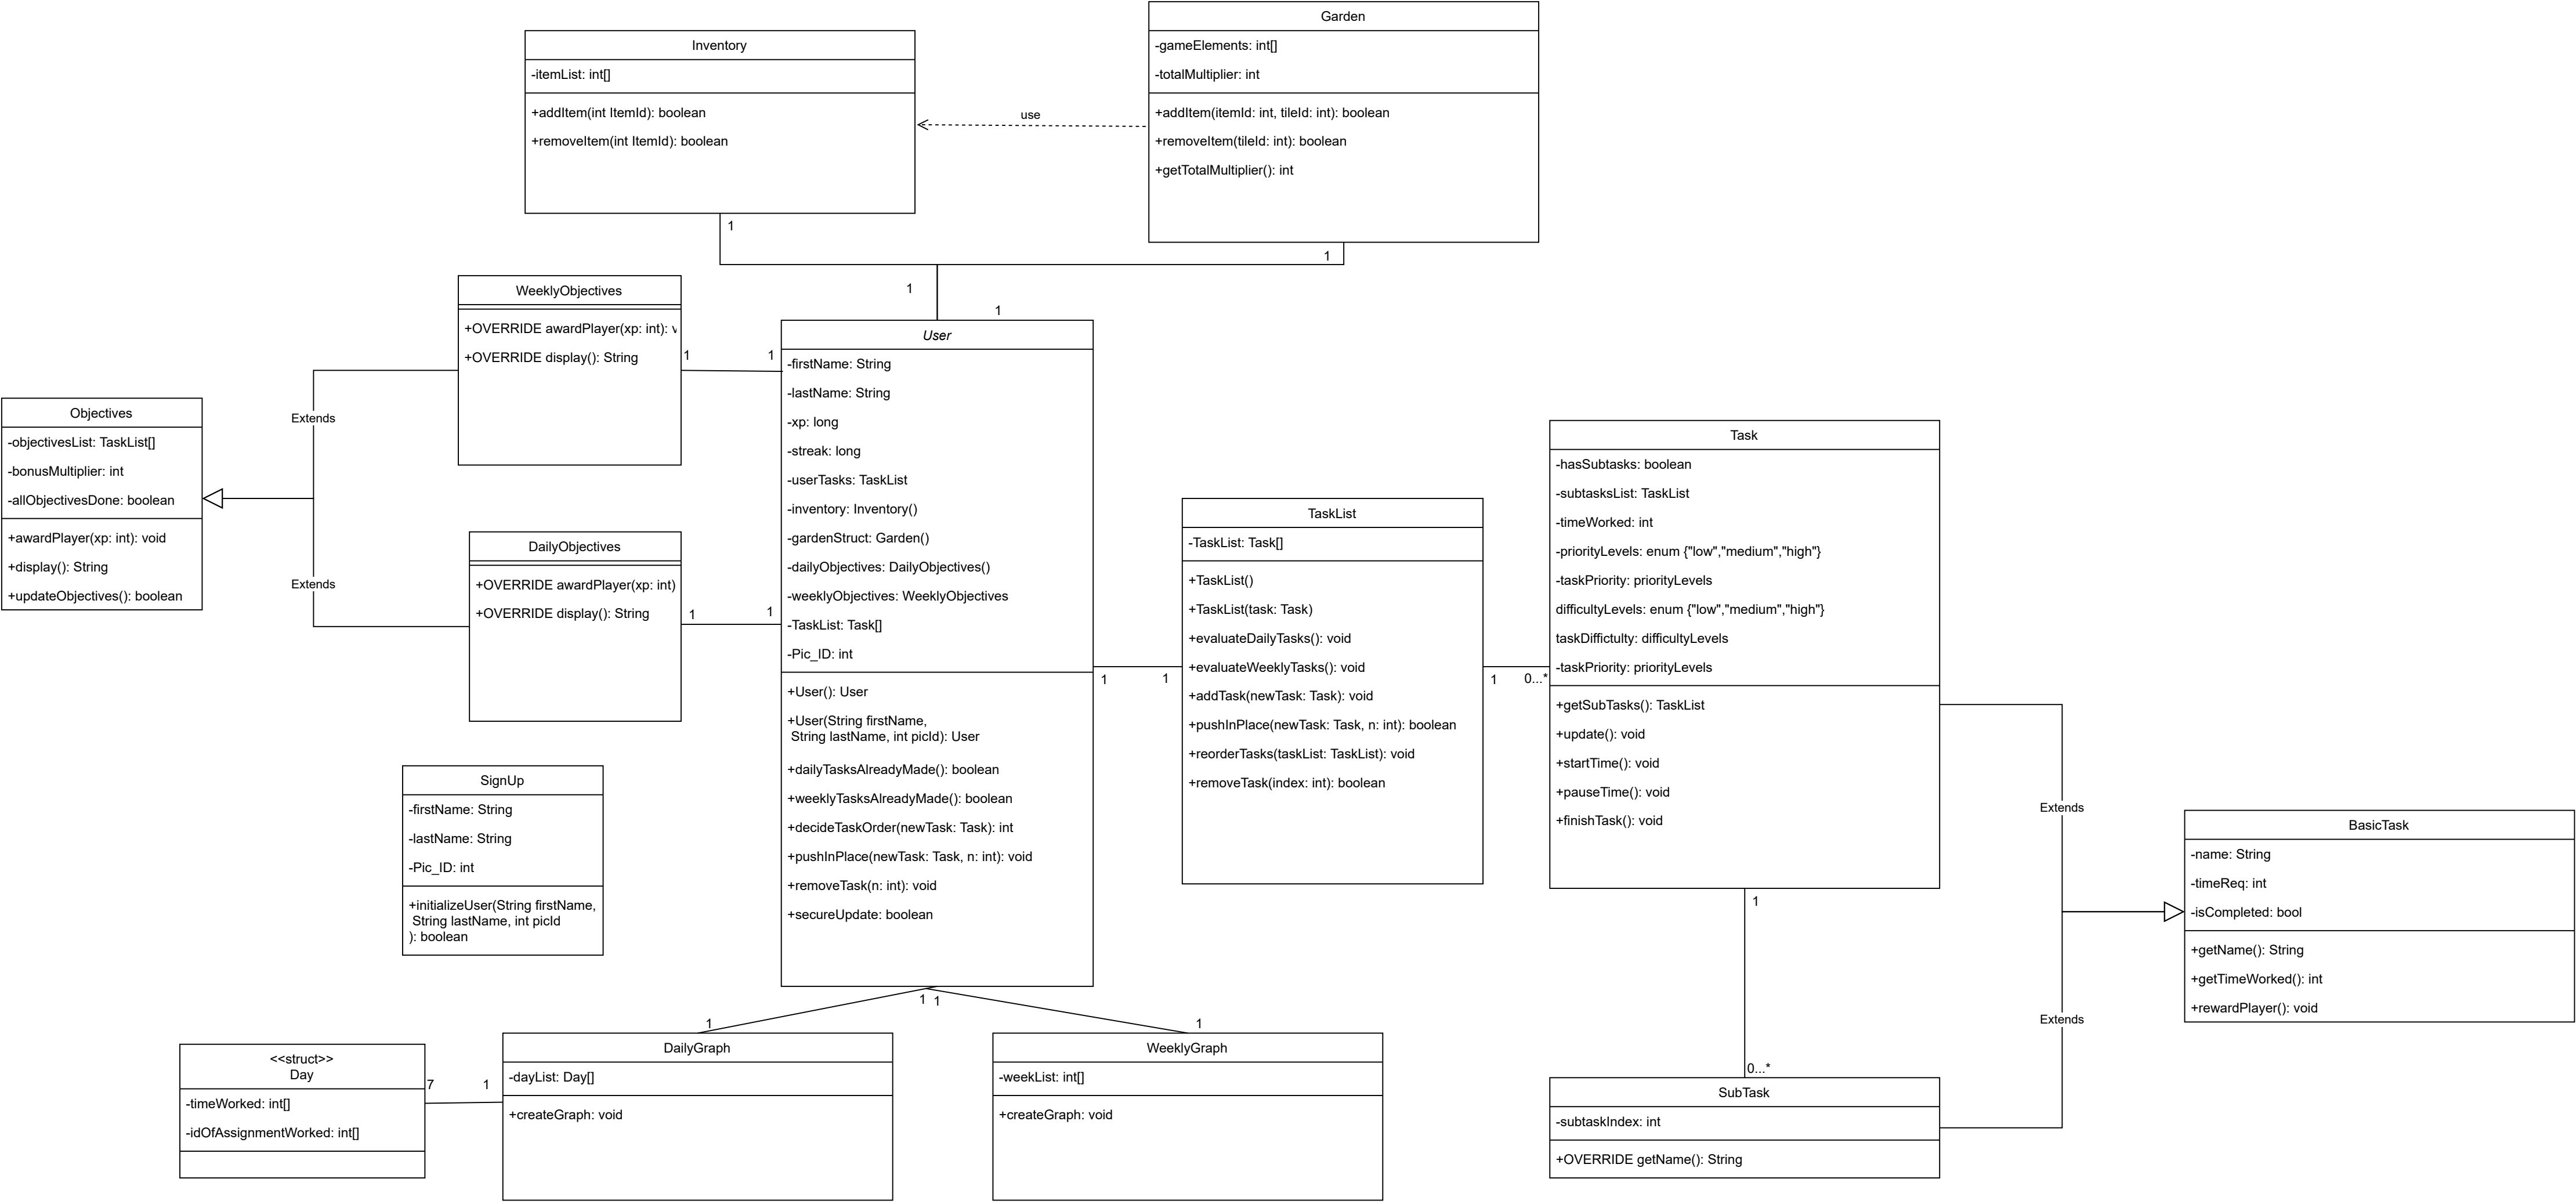 Garden
-gameElements: int[]
-totalMultiplier: int
+addItem(itemId: int, tileId: int): boolean
+removeItem(tileId: int): boolean
+getTotalMultiplier(): int
1
Inventory
-itemList: int[]
+addItem(int ItemId): boolean
+removeItem(int ItemId): boolean
1
use
1
1
WeeklyObjectives
+OVERRIDE awardPlayer(xp: int):
+OVERRIDE display(): String
1
1
Extends
Objectives
-objectivesList: TaskList[]
-bonusMultiplier: int
-allObjectivesDone: boolean
+awardPlayer(xp: int): void
+display(): String
+updateObjectives(): boolean
Extends
DailyObjectives
+OVERRIDE awardPlayer(xp: int)
+OVERRIDE display(): String
1
1
User
-firstName: String
-lastName: String
-xp: long
-streak: long
-userTasks: TaskList
-inventory: Inventory()
-gardenStruct: Garden()
-dailyObjectives: DailyObjectives()
-weeklyObjectives: WeeklyObjectives
-TaskList: Task[]
-Pic_ID: int
+User(): User
+User(String firstName,
String lastName, int picId): User
+dailyTasksAlreadyMade(): boolean
+weeklyTasksAlreadyMade(): boolean
+decideTaskOrder(newTask: Task): int
+pushInPlace(newTask: Task, n: int): void
+removeTask(n: int): void
+secureUpdate: boolean
1
1
TaskList
-TaskList: Task[]
+TaskList()
+TaskList(task: Task)
+evaluateDailyTasks(): void
+evaluateWeeklyTasks(): void
+addTask(newTask: Task): void
+pushInPlace(newTask: Task, n: int): boolean
+reorderTasks(taskList: TaskList): void
+removeTask(index: int): boolean
1
0...*
Task
-hasSubtasks: boolean
-subtasksList: TaskList
-timeWorked: int
-priorityLevels: enum {"low","medium","high"}
-taskPriority: priorityLevels
difficultyLevels: enum {"low","medium","high"}
taskDiffictulty: difficultyLevels
-taskPriority: priorityLevels
+getSubTasks(): TaskList
+update(): void
+startTime(): void
+pauseTime(): void
+finishTask(): void
1
0...*
Extends
Extends
BasicTask
-name: String
-timeReq: int
-isCompleted: bool
+getName(): String
+getTimeWorked(): int
+rewardPlayer(): void
SubTask
-subtaskIndex: int
+OVERRIDE getName(): String
SignUp
-firstName: String
-lastName: String
-Pic_ID: int
+initializeUser(String firstName,
String lastName, int picId
): boolean
1 1
1
1
<<struct>>
Day
-timeWorked: int[]
-idOfAssignmentWorked: int[]
7
1
DailyGraph
-dayList: Day[]
+createGraph: void
WeeklyGraph
-weekList: int[]
+createGraph: void